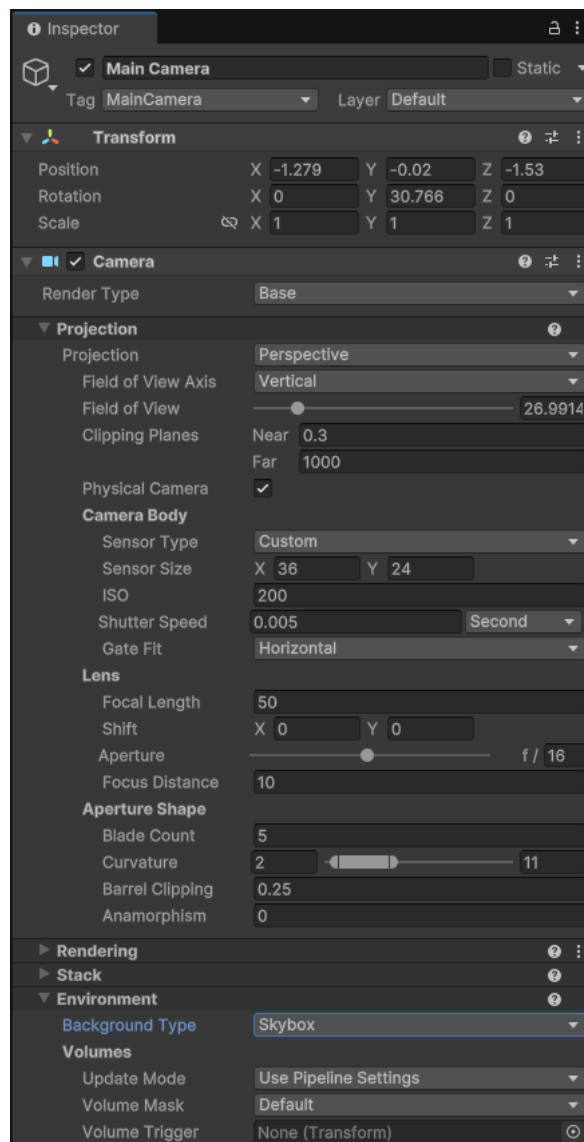 Inspector
Main Camera Static
Tag MainCamera Layer Default
Transform
Position X -1.279 Y -0.02 Z -1.53
Rotation X 0 Y 30.766 Z 0
Scale X 1 Y 1 Z 1
Camera
Render Type Base
Projection
Projection Perspective
Field of View Axis Vertical
Field of View 26.9914
Clipping Planes Near 0.3
Far 1000
Physical Camera
Camera Body
Sensor Type Custom
Sensor Size X 36 Y 24
ISO 200
Shutter Speed 0.005 Second
Gate Fit Horizontal
Lens
Focal Length 50
Shift X 0 Y 0
Aperture f / 16
Focus Distance 10
Aperture Shape
Blade Count 5
Curvature 2 11
Barrel Clipping 0.25
Anamorphism 0
Rendering
Stack
Environment
Background Type Skybox
Volumes
Update Mode Use Pipeline Settings
Volume Mask Default
Volume Trigger None (Transform)